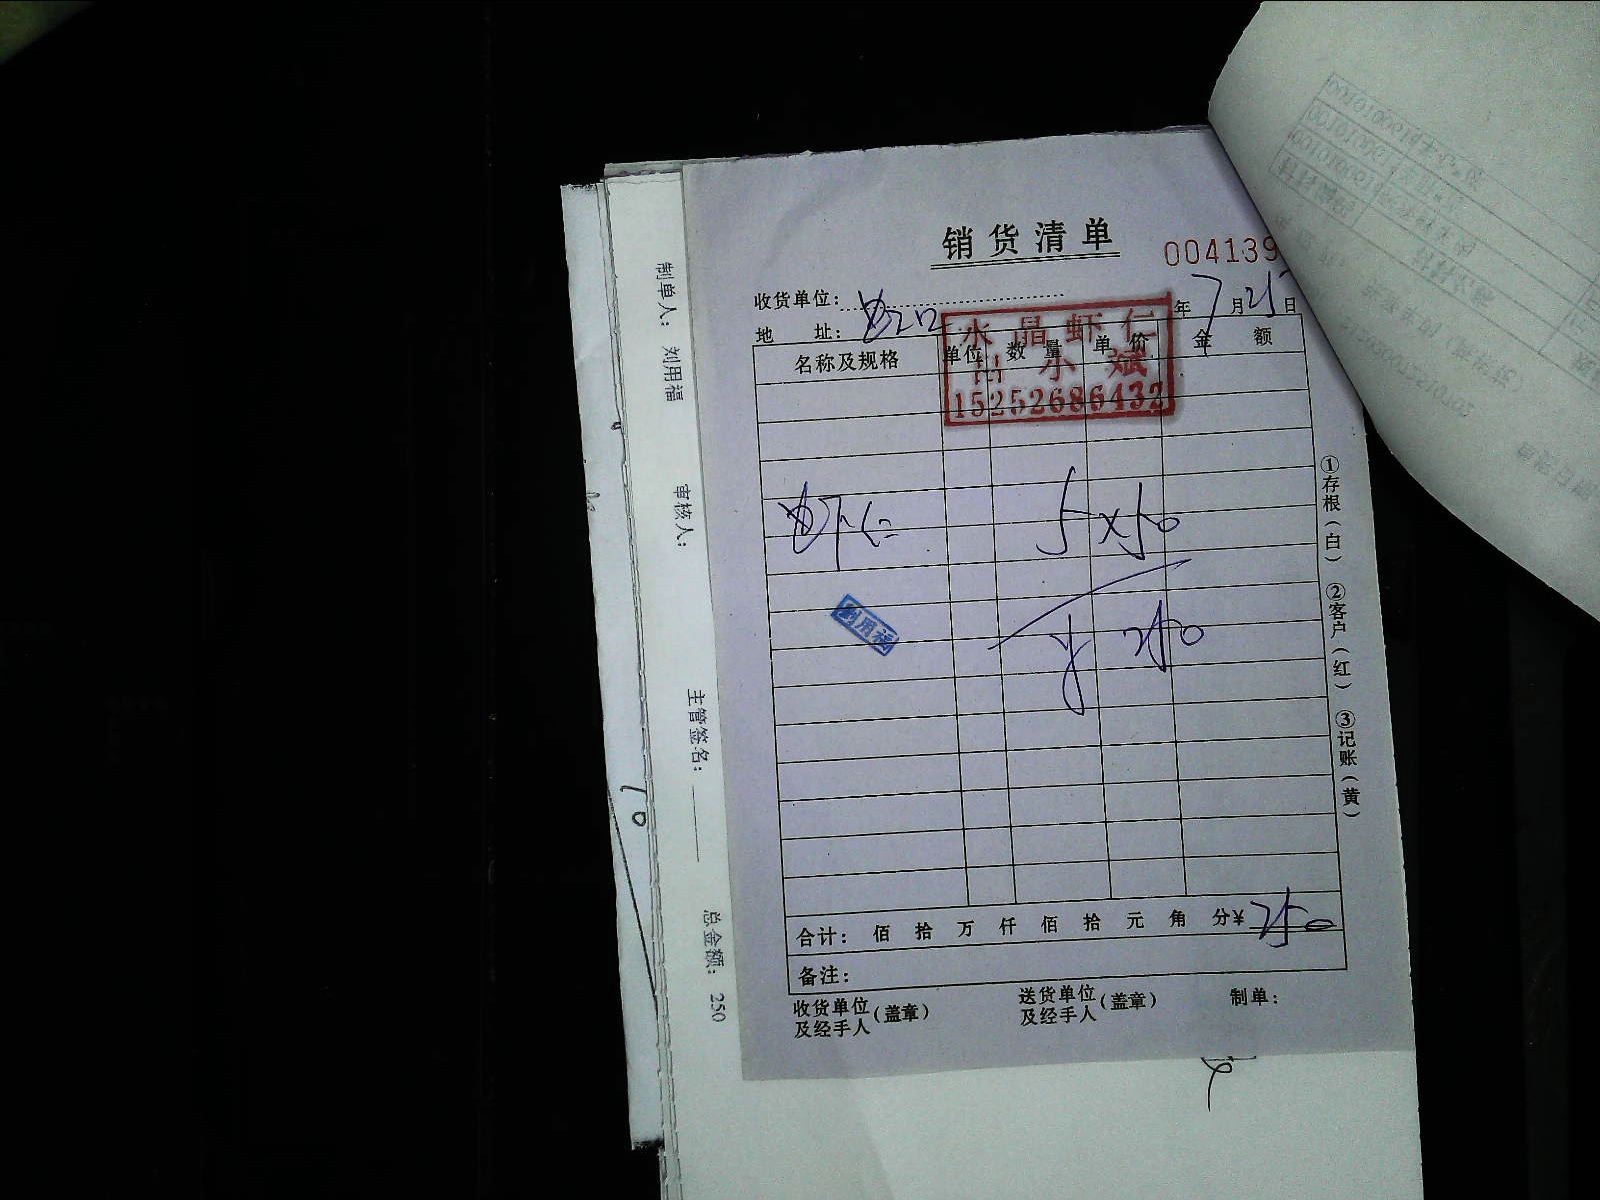 销货清单
004139
收货单位:
年7月25日
地 址:
水晶虾仁
小斌
15252686432
名称及规格 单位 数量 单价 金额
虾仁 5×50
¥ 250
刘用福
合计: 佰 拾 万 仟 佰 拾 元 角 分¥ 250
备注:
收货单位及经手人(盖章) 送货单位及经手人(盖章) 制单:
①存根(白) ②客户(红) ③记账(黄)
制单人: 刘用福 审核人: 主管签名: 总金额: 250